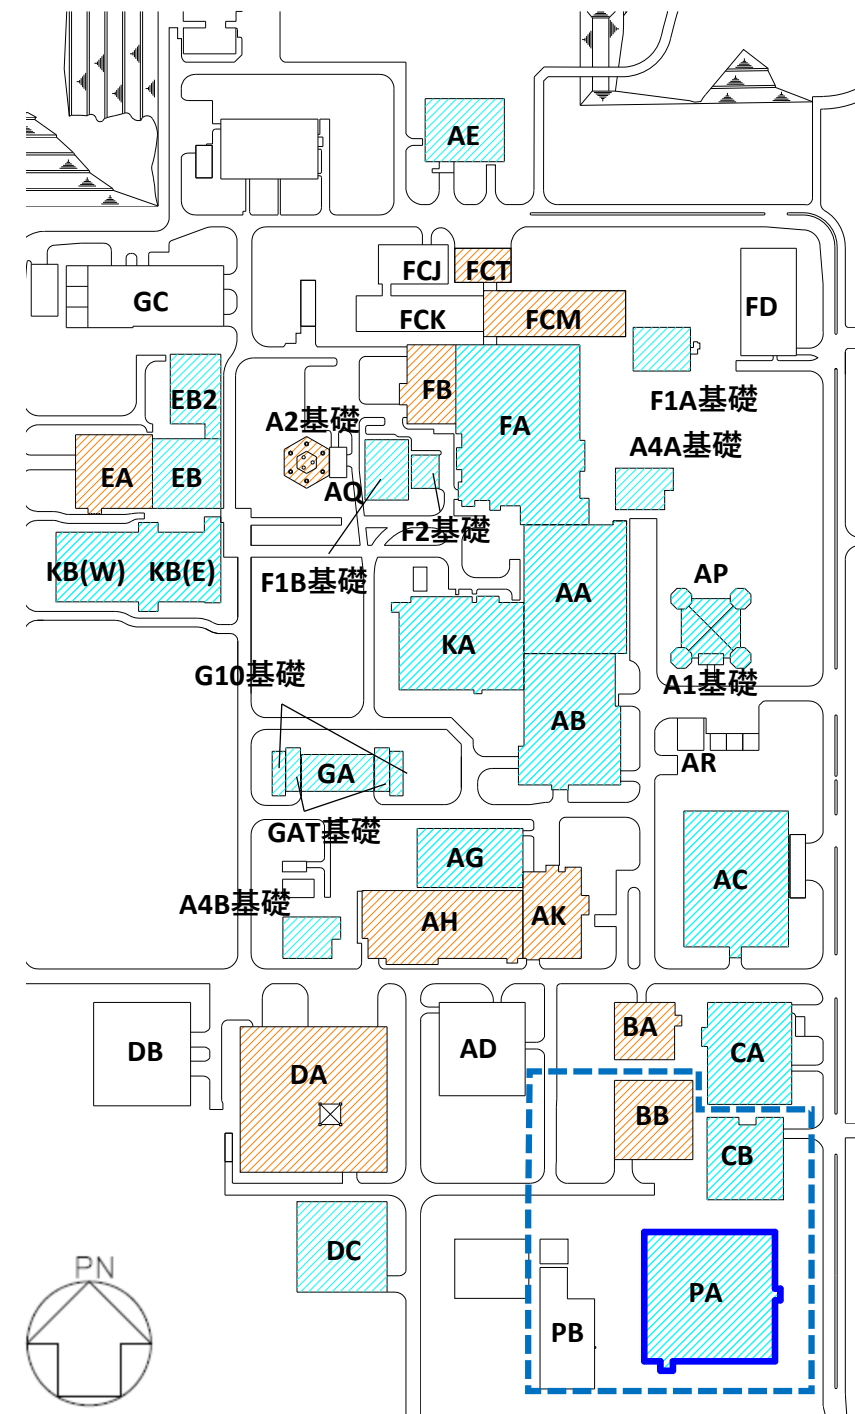 AE
FCJ
FCT
GC
FCK
FCM
FD
EB2
FB
F1A基礎
A2基礎
FA
A4A基礎
EA
EB
AQ
F2基礎
KB(W)
KB(E)
F1B基礎
AP
AA
KA
G10基礎
A1基礎
AB
GA
AR
GAT基礎
AG
AC
A4B基礎
AH
AK
BA
DB
AD
CA
DA
BB
CB
DC
PN
PA
PB